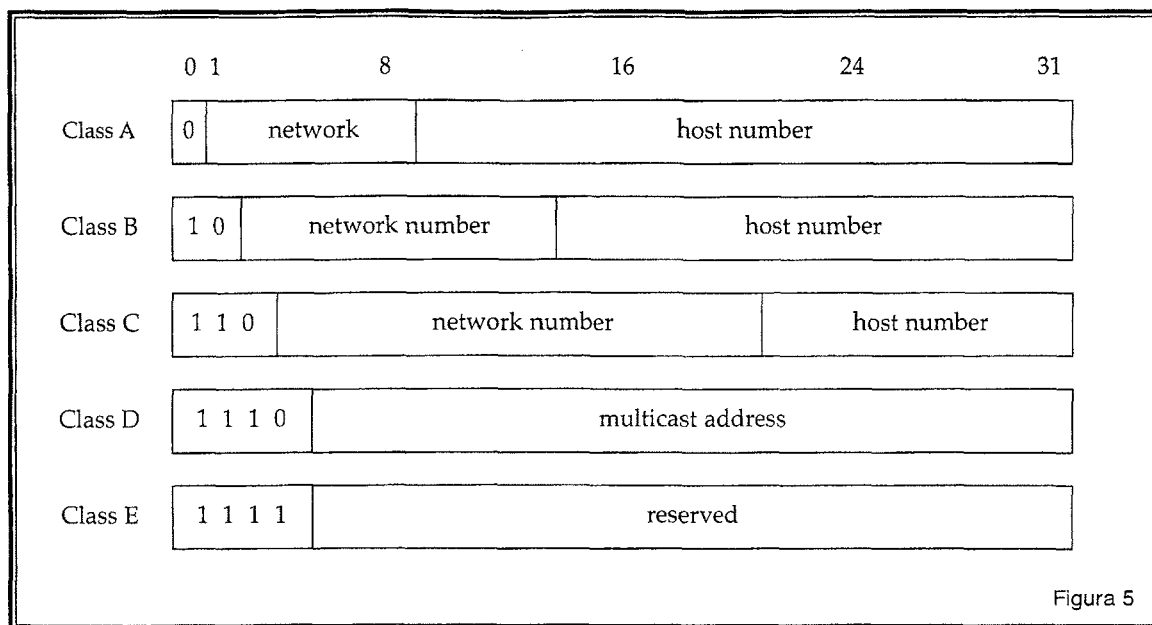 0 1 8 16 24 31
Class A 0 network host number
Class B 1 0 network number host number
Class C 1 1 0 network number host number
Class D 1 1 1 0 multicast address
Class E 1 1 1 1 reserved
Figura 5